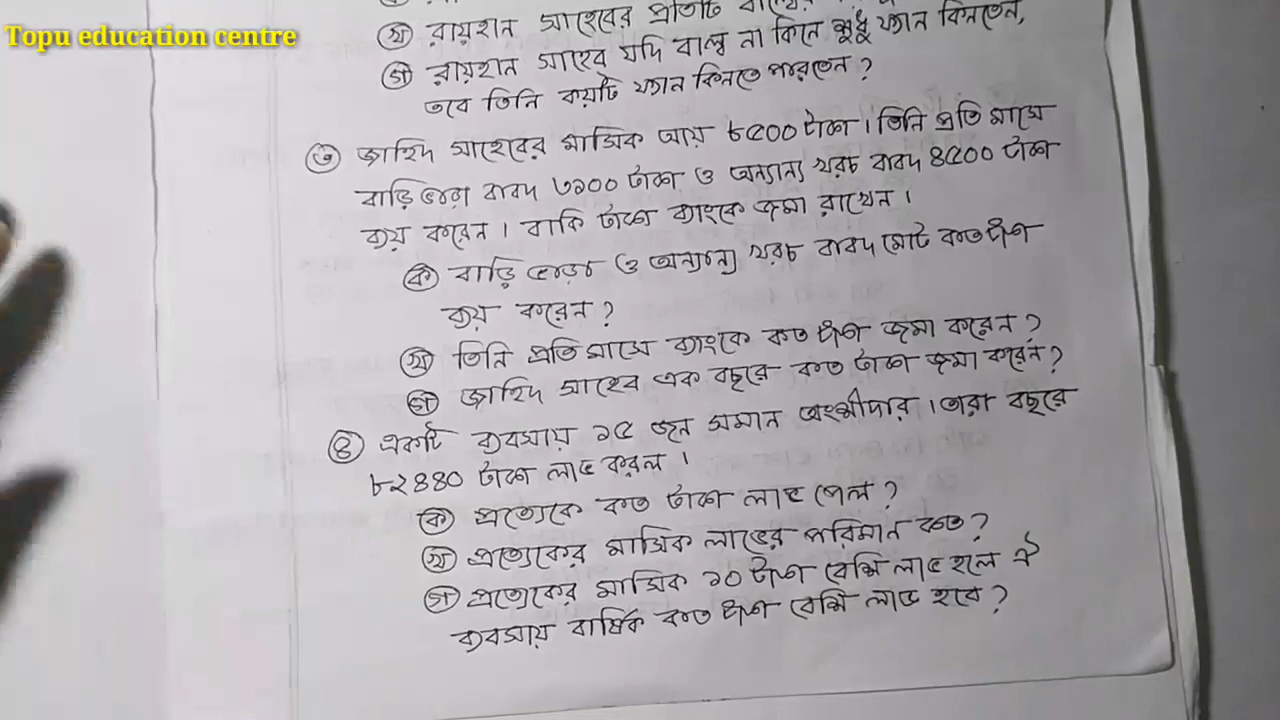 Topu education centre
খ রায়হান সাহেবের প্রতিটি
গ রায়হান সাহেব যদি বাল্ব না কিনে শুধু ফ্যান কিনতেন,
তবে তিনি কয়টি ফ্যান কিনতে পারতেন?
৩ জাহিদ সাহেবের মাসিক আয় ৮৫০০ টাকা। তিনি প্রতি মাসে
বাড়ি ভাড়া বাবদ ৩১০০ টাকা ও অন্যান্য খরচ বাবদ ৪৫০০ টাকা
ব্যয় করেন। বাকি টাকা ব্যাংকে জমা রাখেন।
ক বাড়ি ভাড়া ও অন্যান্য খরচ বাবদ মোট কত টাকা
ব্যয় করেন?
খ তিনি প্রতি মাসে ব্যাংকে কত টাকা জমা করেন?
গ জাহিদ সাহেব এক বছরে কত টাকা জমা করেন?
৪ একটি ব্যবসায় ১৫ জন সমান অংশীদার। তারা বছরে
৮২৪৪০ টাকা লাভ করল।
ক প্রত্যেকে কত টাকা লাভ পেল?
খ প্রত্যেকের মাসিক লাভের পরিমান কত?
গ প্রত্যেকের মাসিক ১০ টাকা বেশি লাভ হলে ঐ
ব্যবসায় বার্ষিক কত টাকা বেশি লাভ হবে?